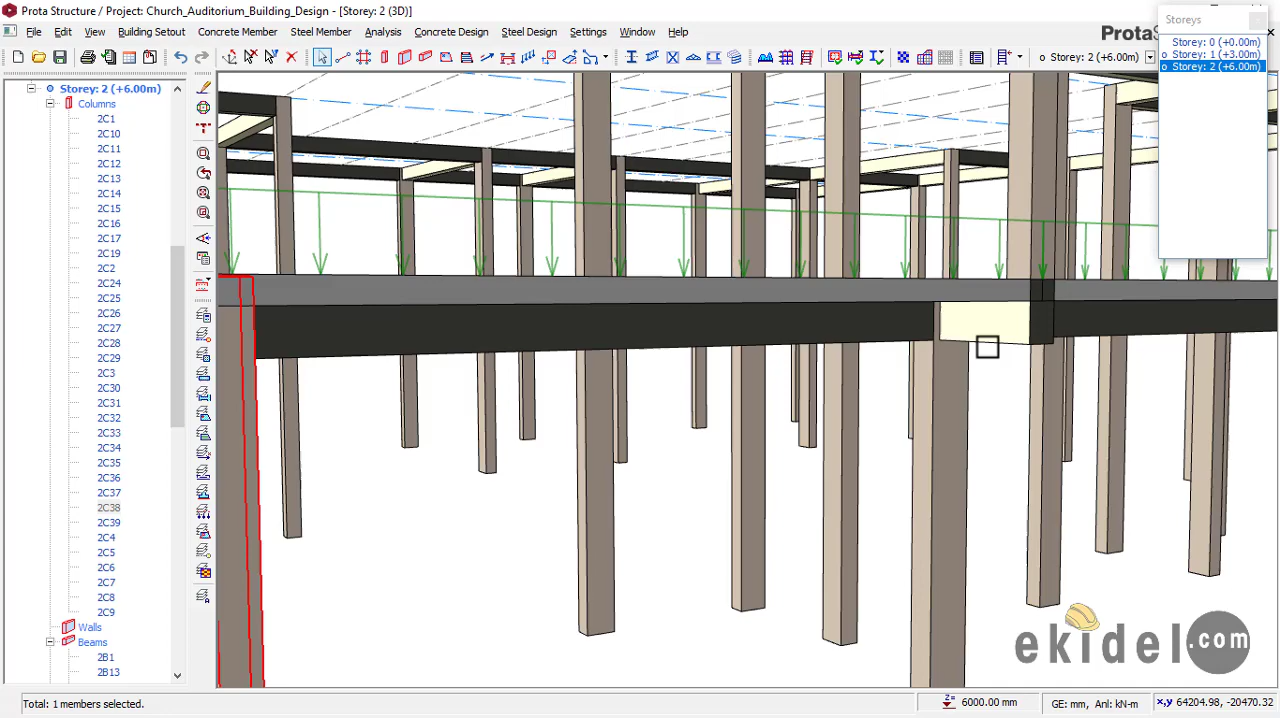 Prota Structure / Project: Church_Auditorium_Building_Design - [Storey: 2 (3D)]
File Edit View Building Setout Concrete Member Steel Member Analysis Concrete Design Steel Design Settings Window Help
Storey: 2 (+6.00m)
Storeys
Storey: 0 (+0.00m)
o Storey: 1 (+3.00m)
o Storey: 2 (+6.00m)
o Storey: 2 (+6.00m)
Columns
2C1
2C10
2C11
2C12
2C13
2C14
2C15
2C16
2C17
2C19
2C2
2C24
2C25
2C26
2C27
2C28
2C29
2C3
2C30
2C31
2C32
2C33
2C34
2C35
2C36
2C37
2C38
2C39
2C4
2C5
2C6
2C7
2C8
2C9
Walls
Beams
2B1
2B13
ekidel.com
Total: 1 members selected.
Z= 6000.00 mm
GE: mm, Anl: kN-m
x,y 64204.98, -20470.32